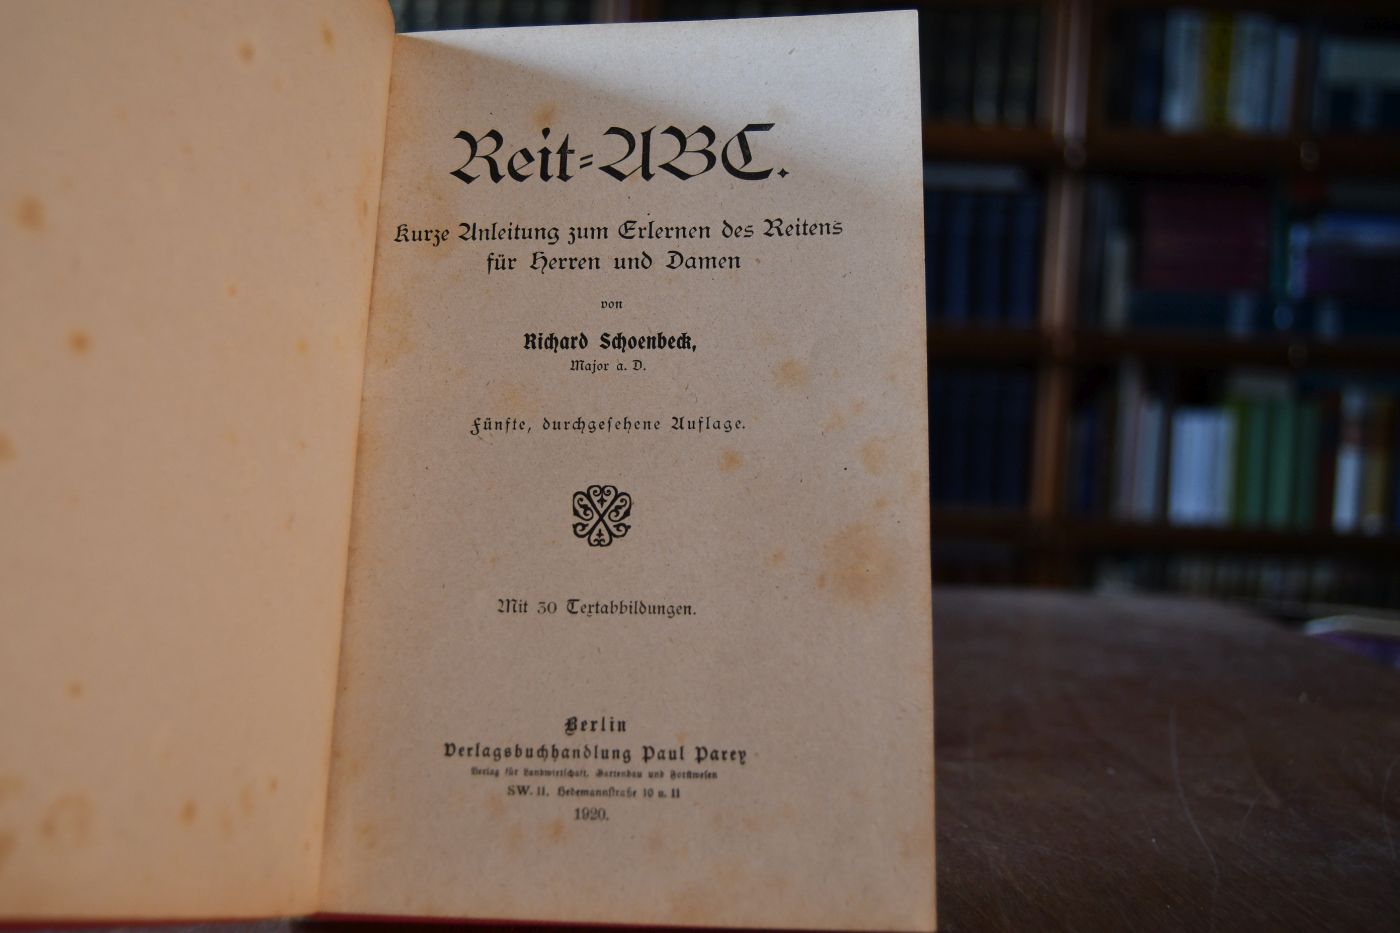 Reit-ABC.
Kurze Anleitung zum Erlernen des Reitens
für Herren und Damen
von
Richard Schoenbeck,
Major a. D.
Fünfte, durchgesehene Auflage.
Mit 30 Textabbildungen.
Berlin
Verlagsbuchhandlung Paul Parey
Verlag für Landwirtschaft, Gartenbau und Forstwesen
SW. 11, Hedemannstraße 10 u. 11
1920.